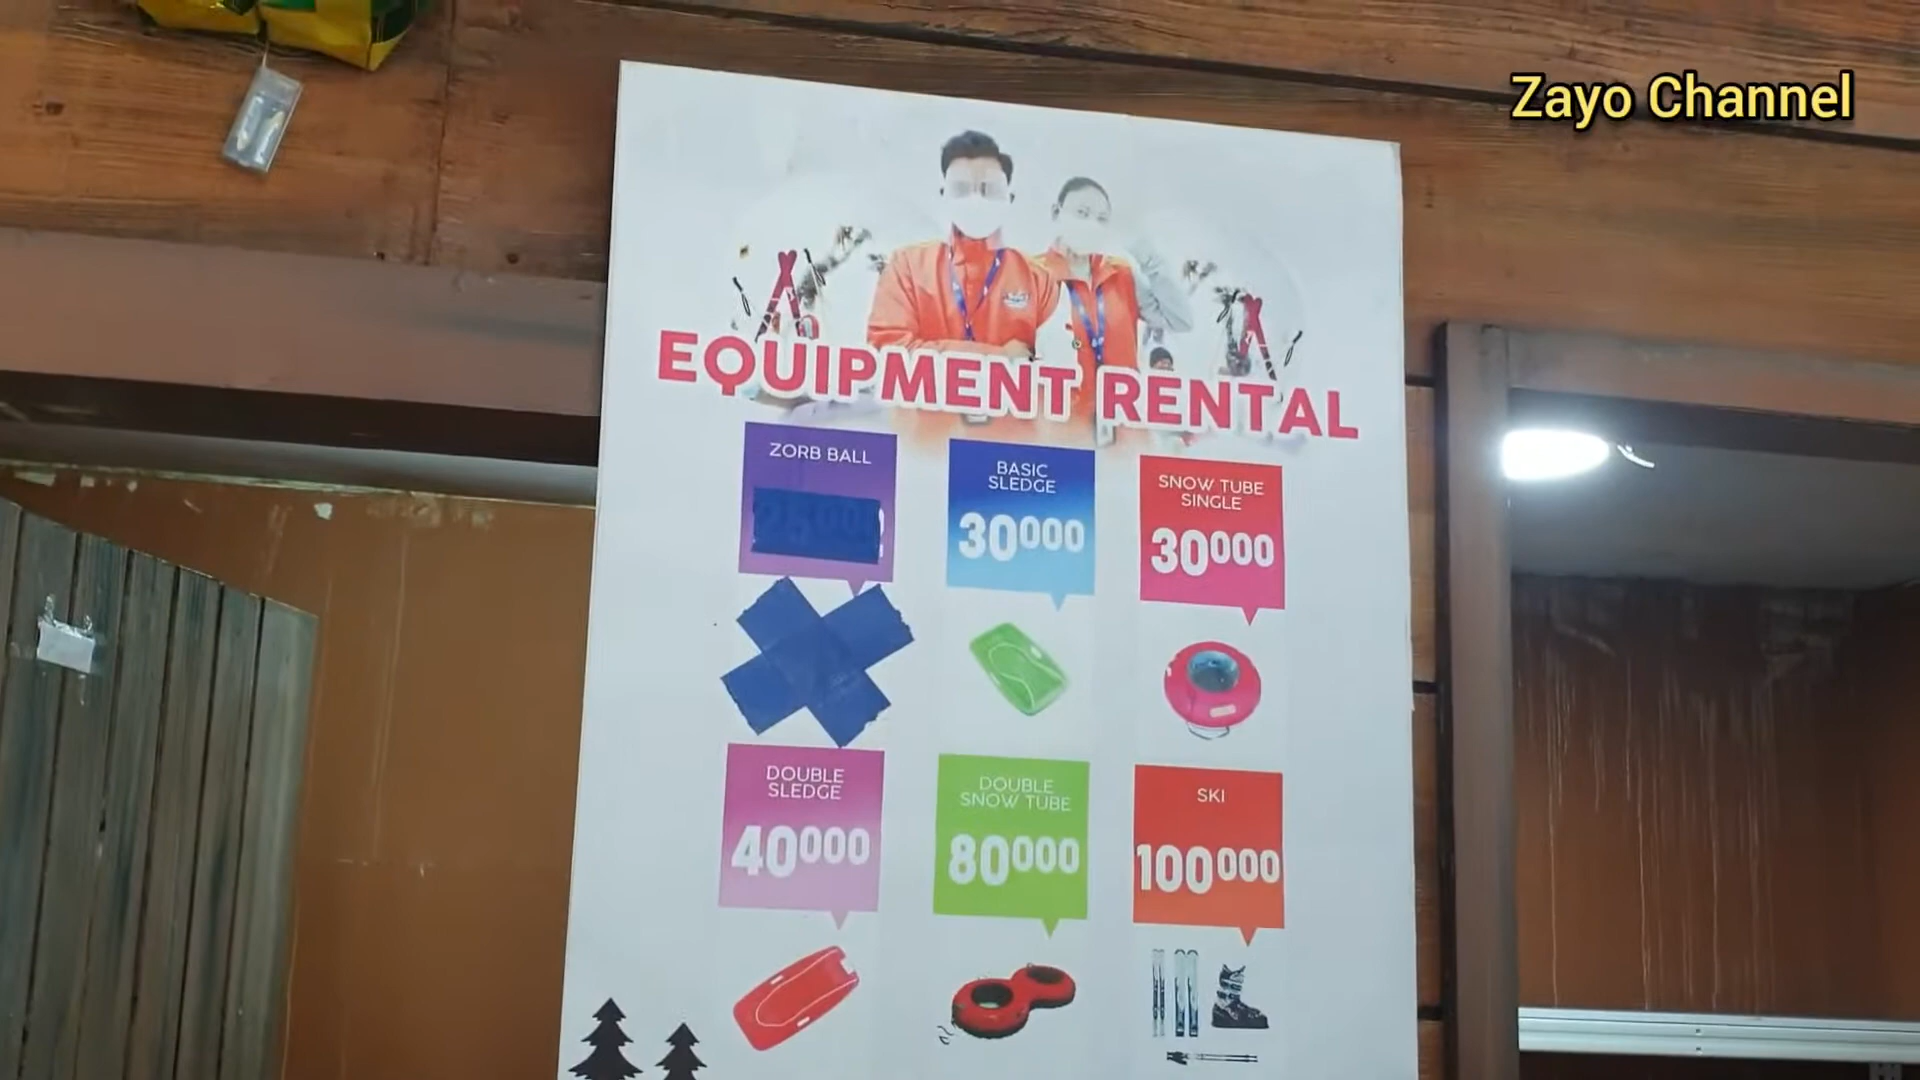 Zayo Channel
EQUIPMENT RENTAL
ZORB BALL
BASIC
SLEDGE
30000
SNOW TUBE
SINGLE
30000
DOUBLE
SLEDGE
40000
DOUBLE
SNOW TUBE
80000
SKI
100000